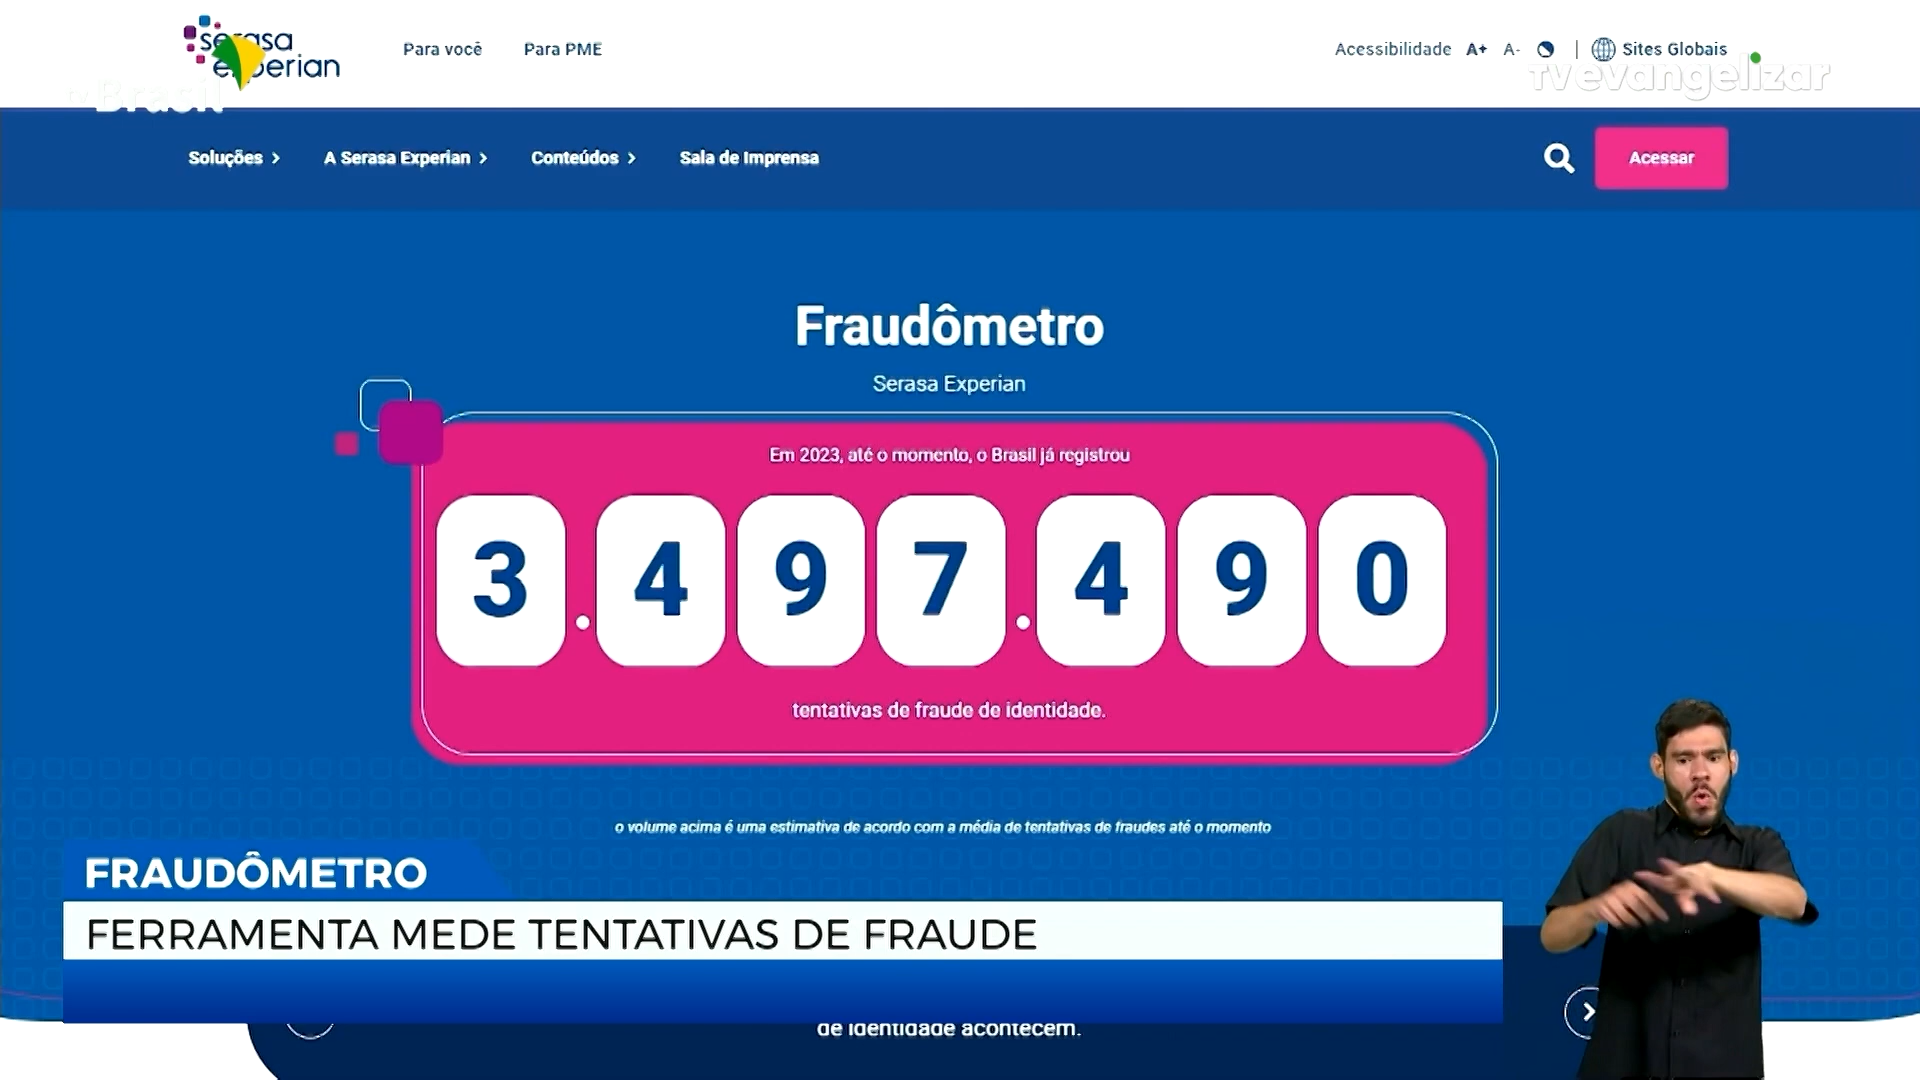 serasa
experian
Para você
Para PME
Acessibilidade A+ A-
Sites Globais
Brasil
tvevangelizar
Soluções
A Serasa Experian
Conteúdos
Sala de Imprensa
Acessar
Fraudômetro
Serasa Experian
Em 2023, até o momento, o Brasil já registrou
3.497.490
tentativas de fraude de identidade.
o volume acima é uma estimativa de acordo com a média de tentativas de fraudes até o momento
FRAUDÔMETRO
FERRAMENTA MEDE TENTATIVAS DE FRAUDE
de identidade acontecem.